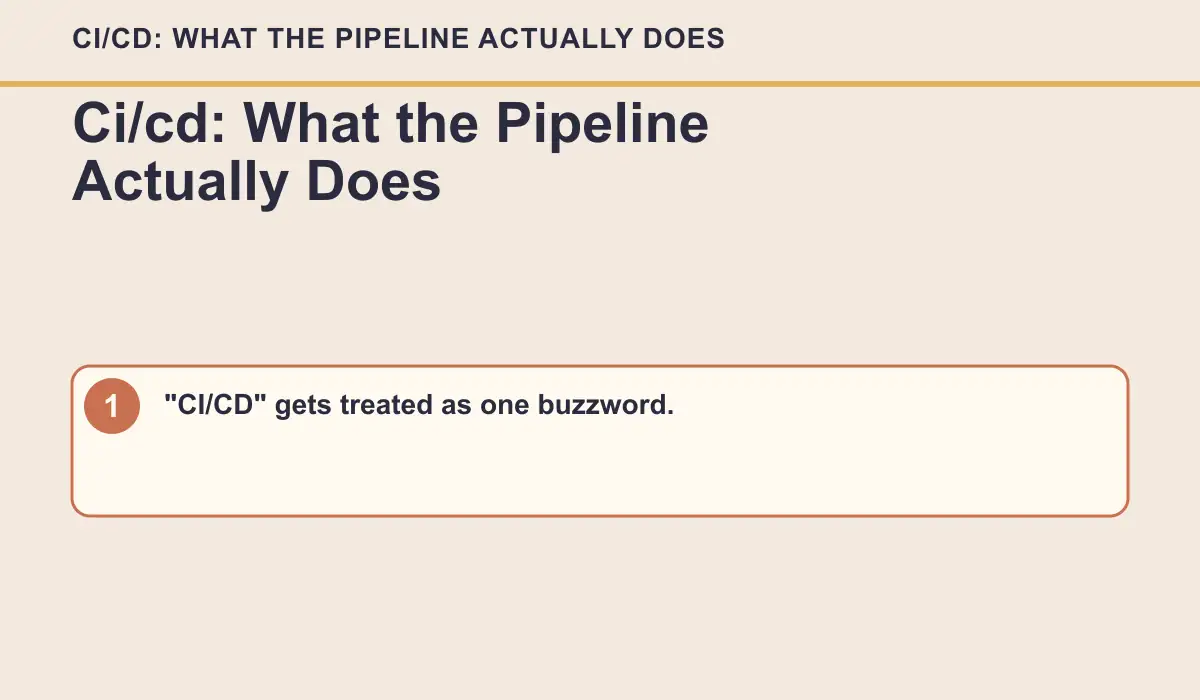 CI/CD: WHAT THE PIPELINE ACTUALLY DOES
Ci/cd: What the Pipeline
Actually Does
1 "CI/CD" gets treated as one buzzword.